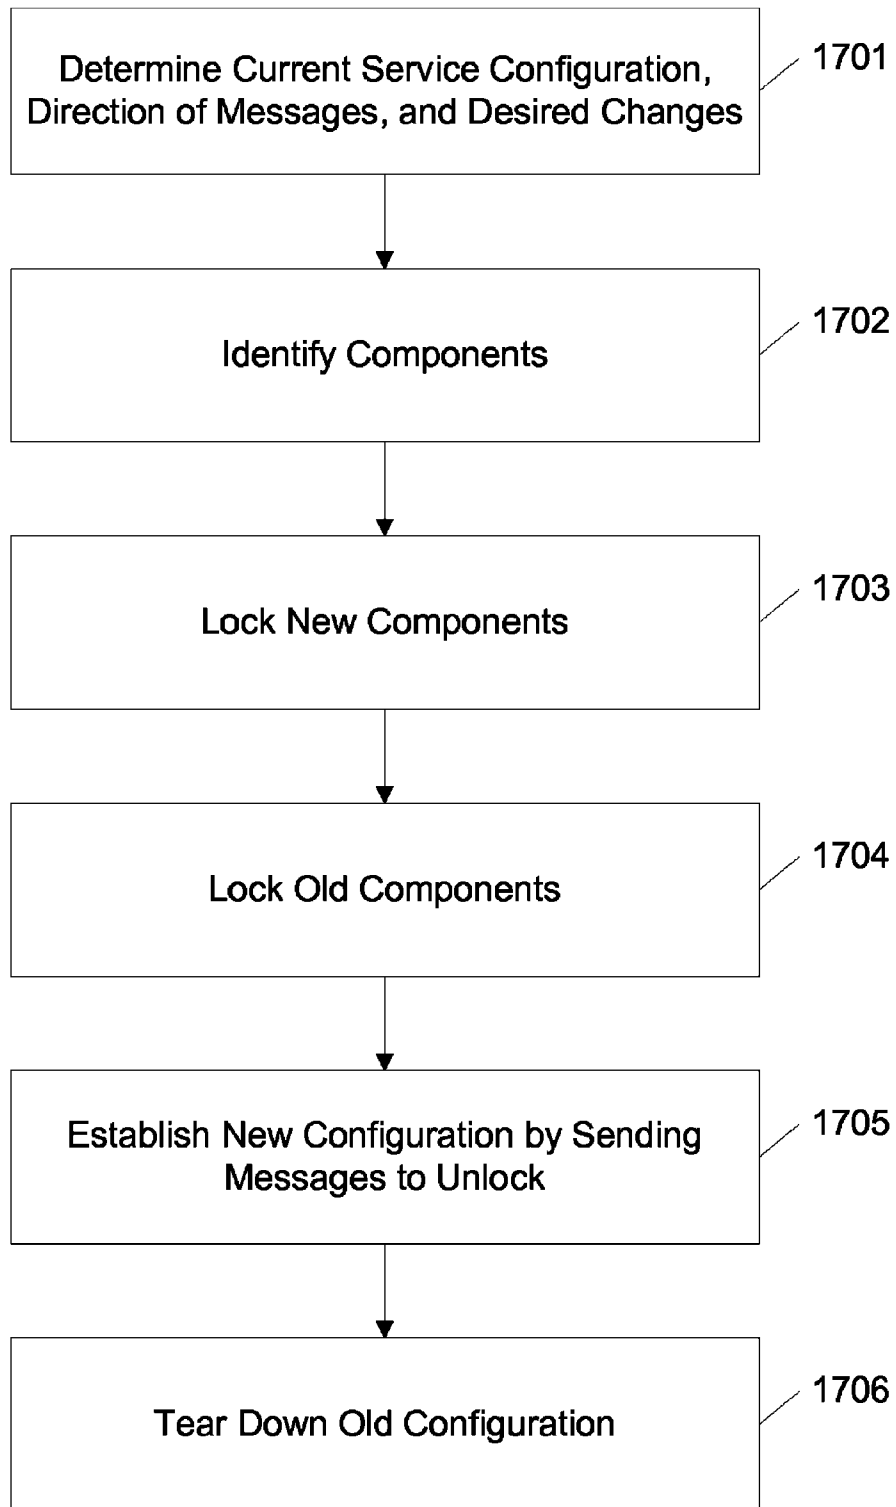 Determine Current Service Configuration,
Direction of Messages, and Desired Changes
1701
Identify Components
1702
Lock New Components
1703
Lock Old Components
1704
Establish New Configuration by Sending
Messages to Unlock
1705
Tear Down Old Configuration
1706